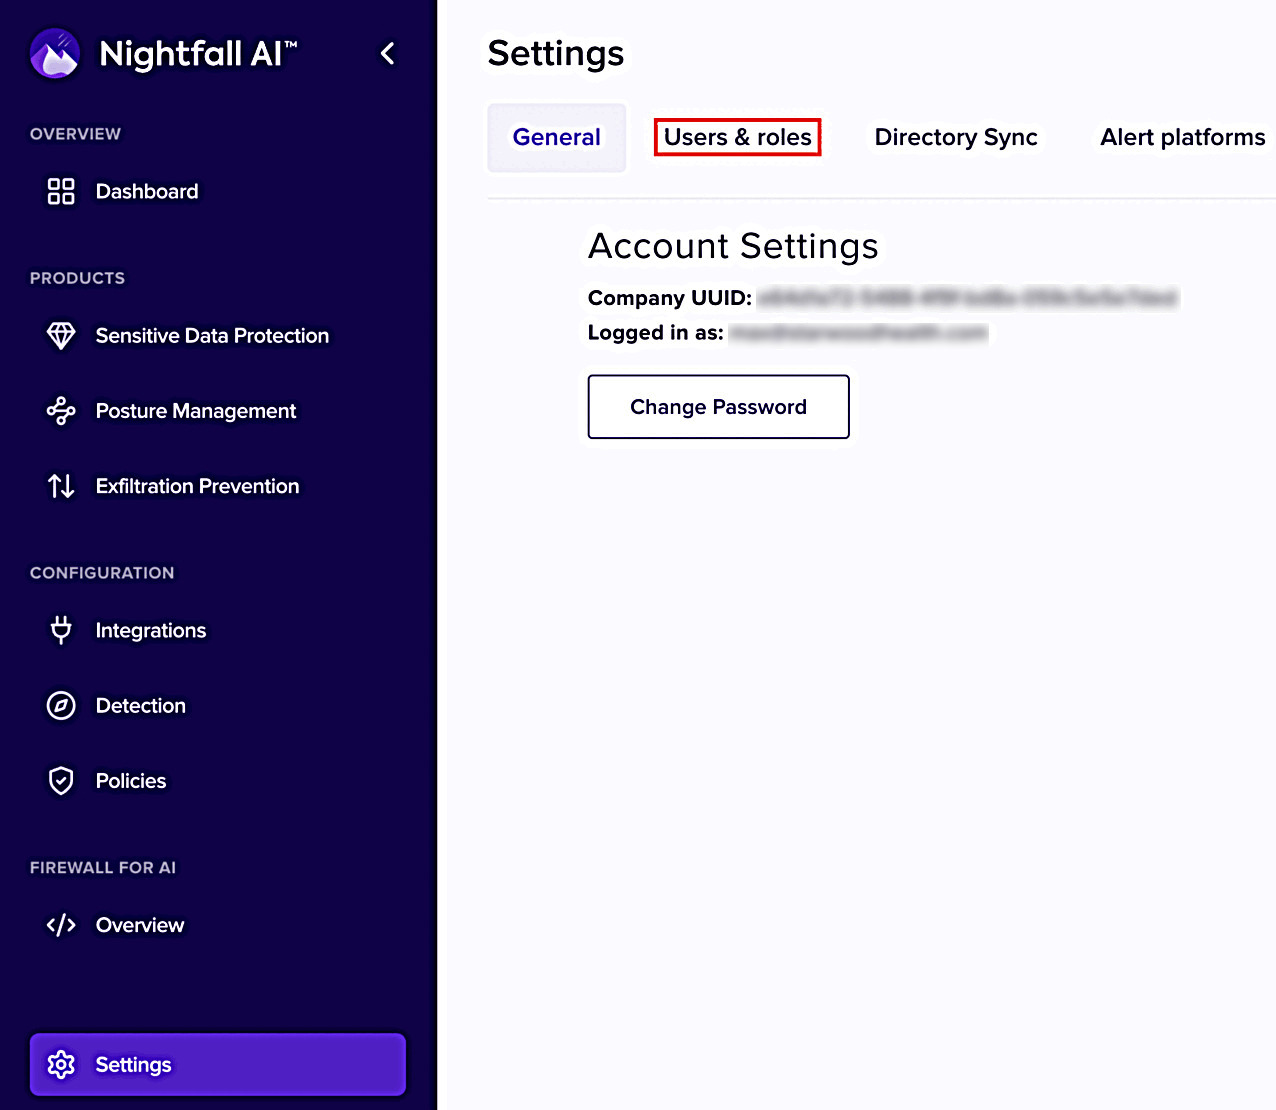 Nightfall AI™
OVERVIEW
Dashboard
PRODUCTS
Sensitive Data Protection
Posture Management
Exfiltration Prevention
CONFIGURATION
Integrations
Detection
Policies
FIREWALL FOR AI
Overview
Settings
Settings
General
Users & roles
Directory Sync
Alert platforms
Account Settings
Company UUID:
Logged in as:
Change Password